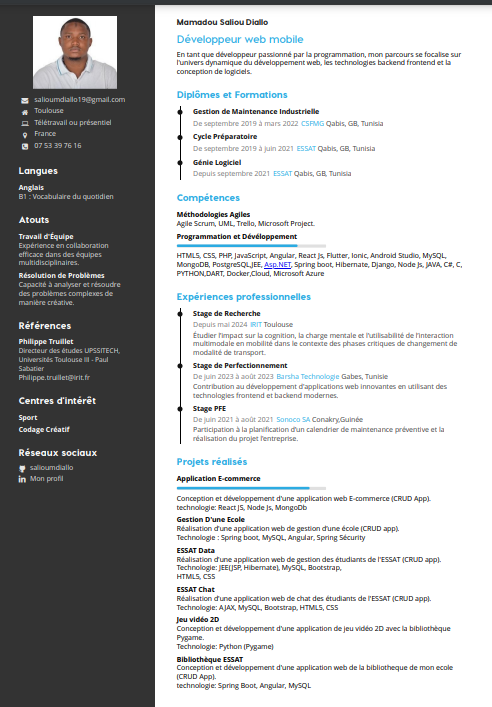 salioumdiallo19@gmail.com
Toulouse
Télétravail ou présentiel
France
07 53 39 76 16
Langues
Anglais
B1 : Vocabulaire du quotidien
Atouts
Travail d'Équipe
Expérience en collaboration
efficace dans des équipes
multidisciplinaires.
Résolution de Problèmes
Capacité à analyser et résoudre
des problèmes complexes de
manière créative.
Références
Philippe Truillet
Directeur des études UPSSITECH,
Universités Toulouse III - Paul
Sabatier
Philippe.truillet@irit.fr
Centres d'intérêt
Sport
Codage Créatif
Réseaux sociaux
salioumdiallo
Mon profil
Mamadou Saliou Diallo
Développeur web mobile
En tant que développeur passionné par la programmation, mon parcours se focalise sur
l'univers dynamique du développement web, les technologies backend frontend et la
conception de logiciels.
Diplômes et Formations
Gestion de Maintenance Industrielle
De septembre 2019 à mars 2022 CSFMG Qabis, GB, Tunisia
Cycle Préparatoire
De septembre 2019 à juin 2021 ESSAT Qabis, GB, Tunisia
Génie Logiciel
Depuis septembre 2021 ESSAT Qabis, GB, Tunisia
Compétences
Méthodologies Agiles
Agile Scrum, UML, Trello, Microsoft Project.
Programmation et Dévéloppement
HTML5, CSS, PHP, JavaScript, Angular, React Js, Flutter, Ionic, Android Studio, MySQL,
MongoDB, PostgreSQL,JEE, Asp.NET, Spring boot, Hibernate, Django, Node Js, JAVA, C#, C,
PYTHON,DART, Docker,Cloud, Microsoft Azure
Expériences professionnelles
Stage de Recherche
Depuis mai 2024 IRIT Toulouse
Étudier l'impact sur la cognition, la charge mentale et l'utilisabilité de l'interaction
multimodale en mobilité dans le contexte des phases critiques de changement de
modalité de transport.
Stage de Perfectionnement
De juin 2023 à août 2023 Barsha Technologie Gabes, Tunisie
Contribution au développement d'applications web innovantes en utilisant des
technologies frontend et backend modernes.
Stage PFE
De juin 2021 à août 2021 Sonoco SA Conakry,Guinée
Participation à la planification d'un calendrier de maintenance préventive et la
réalisation du projet l'entreprise.
Projets réalisés
Application E-commerce
Conception et développement d'une application web E-commerce (CRUD App).
technologie: React JS, Node Js, MongoDb
Gestion D'une Ecole
Réalisation d'une application web de gestion d'une école (CRUD app).
Technologie : Spring boot, MySQL, Angular, Spring Sécurity
ESSAT Data
Réalisation d'une application web de gestion des étudiants de l'ESSAT (CRUD app).
Technologie: JEE(JSP, Hibernate), MySQL, Bootstrap,
HTML5, CSS
ESSAT Chat
Réalisation d'une application web de chat des étudiants de l'ESSAT (CRUD app).
Technologie: AJAX, MySQL, Bootstrap, HTML5, CSS
Jeu vidéo 2D
Conception et développement d'une application de jeu vidéo 2D avec la bibliothèque
Pygame.
Technologie: Python (Pygame)
Bibliothèque ESSAT
Conception et développement d'une application web de la bibliotheque de mon ecole
(CRUD App).
technologie: Spring Boot, Angular, MySQL